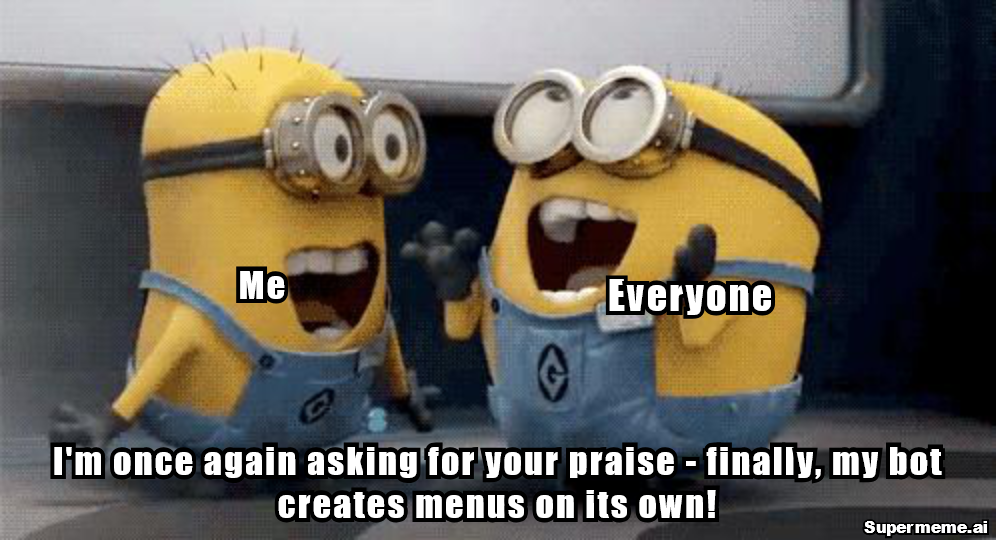 Me
Everyone
I'm once again asking for your praise - finally, my bot
creates menus on its own!
Supermeme.ai